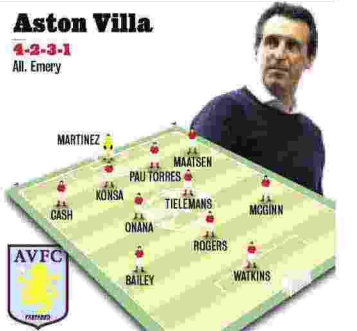 Aston Villa
4-2-3-1
All. Emery
MARTINEZ
MAATSEN
PAU TORRES
KONSA
TIELEMANS
CASH
MCGINN
ONANA
ROGERS
BAILEY
WATKINS
AVFC
PREPARED